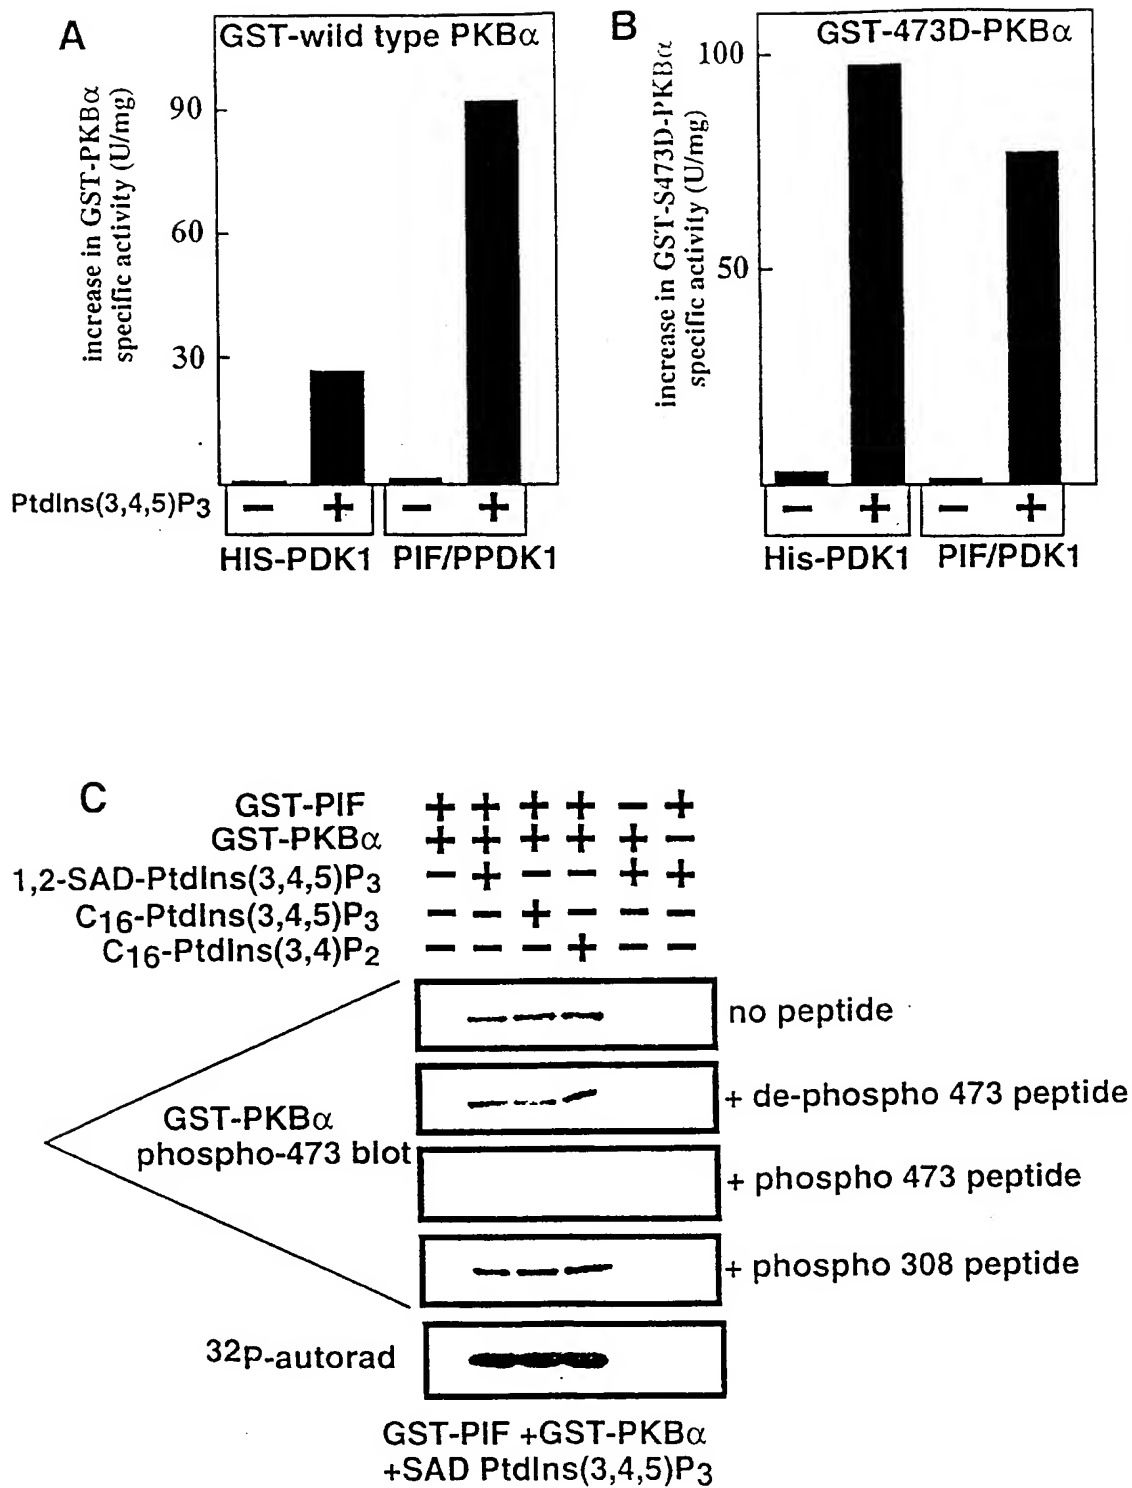 A
GST-wild type PKBα
increase in GST-PKBα
specific activity (U/mg)
90
60
30
PtdIns(3,4,5)P3
− + − +
HIS-PDK1 PIF/PPDK1
B
GST-473D-PKBα
increase in GST-S473D-PKBα
specific activity (U/mg)
100
50
− + − +
His-PDK1 PIF/PDK1
C
GST-PIF + + + + − +
GST-PKBα + + + + + −
1,2-SAD-PtdIns(3,4,5)P3 − + − − + +
C16-PtdIns(3,4,5)P3 − − + − − −
C16-PtdIns(3,4)P2 − − − + − −
no peptide
+ de-phospho 473 peptide
GST-PKBα
phospho-473 blot
+ phospho 473 peptide
+ phospho 308 peptide
32P-autorad
GST-PIF +GST-PKBα
+SAD PtdIns(3,4,5)P3